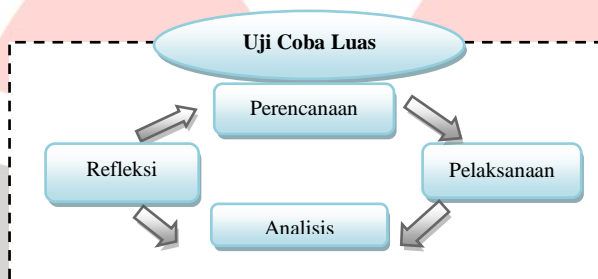 Uji Coba Luas
Perencanaan
Refleksi
Pelaksanaan
Analisis